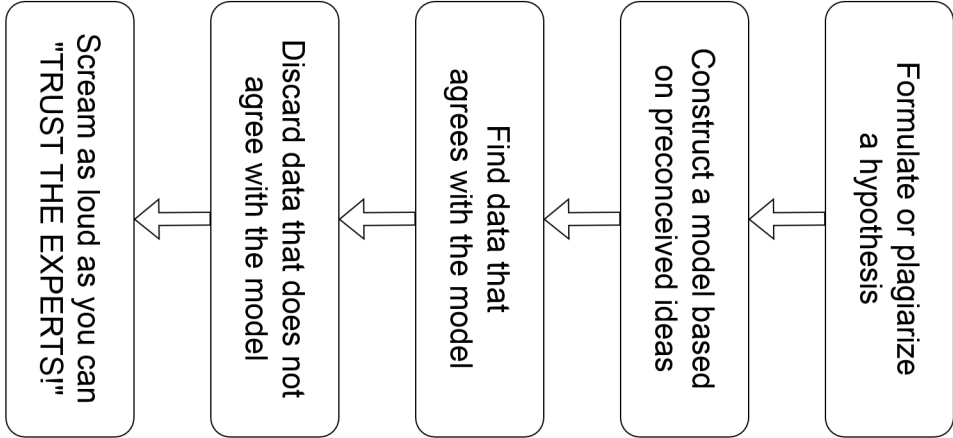 Formulate or plagiarize
a hypothesis
Construct a model based
on preconceived ideas
Find data that
agrees with the model
Discard data that does not
agree with the model
Scream as loud as you can
"TRUST THE EXPERTS!"